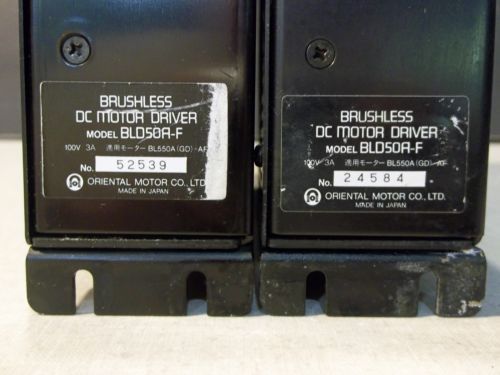 BRUSHLESS
DC MOTOR DRIVER
MODEL BLD50A-F
100V 3A 適用モーター BL550A(GD)-AF
No. 52539
ORIENTAL MOTOR CO., LTD.
MADE IN JAPAN
BRUSHLESS
DC MOTOR DRIVER
MODEL BLD50A-F
100V 3A 適用モーター BL550A(GD)-AF
No. 24584
ORIENTAL MOTOR CO., LTD.
MADE IN JAPAN